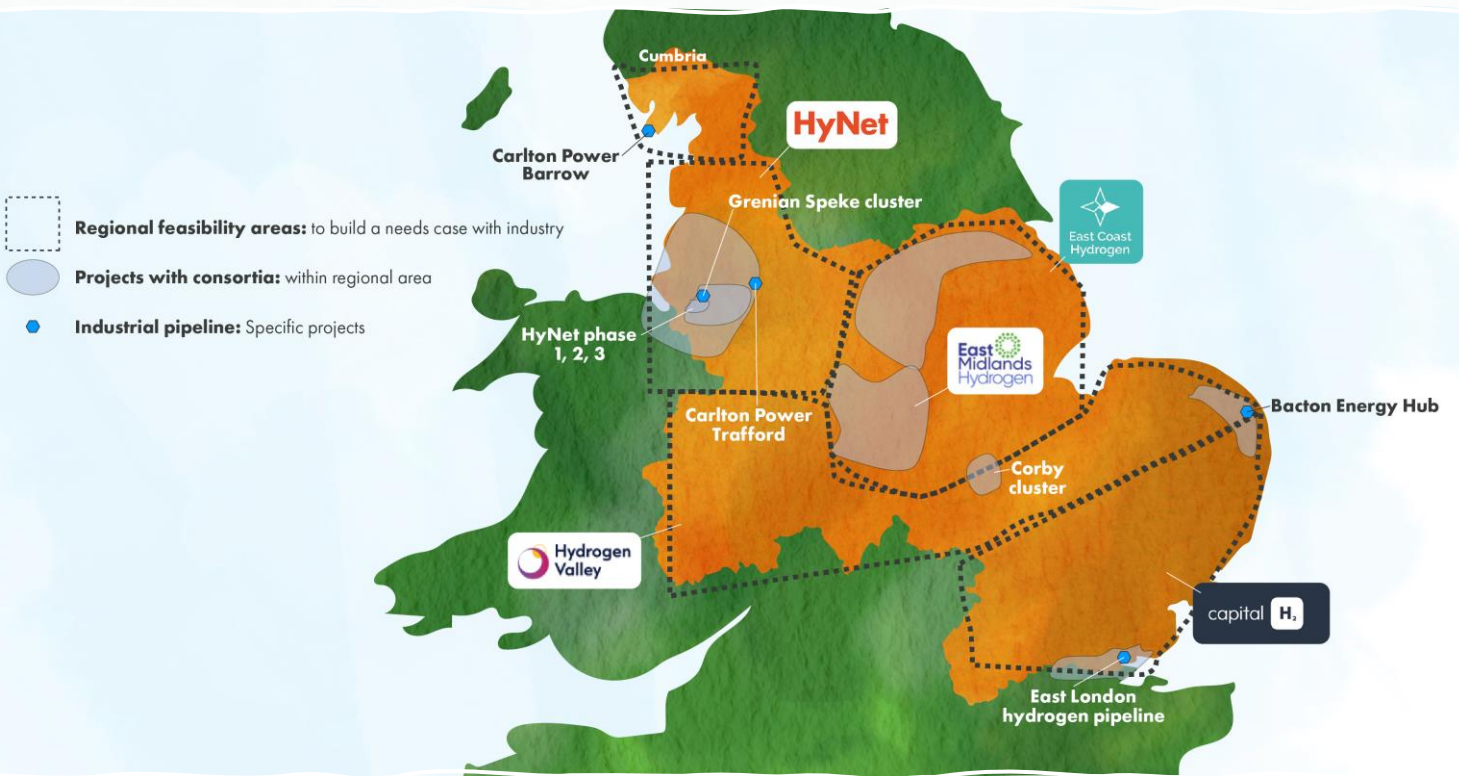 Cumbria
HyNet
Carlton Power
Barrow
Grenian Speke cluster
Regional feasibility areas: to build a needs case with industry
Projects with consortia: within regional area
Industrial pipeline: Specific projects
East Coast
Hydrogen
HyNet phase
1, 2, 3
East
Midlands
Hydrogen
Carlton Power
Trafford
Bacton Energy Hub
Corby
cluster
Hydrogen
Valley
capital H₂
East London
hydrogen pipeline